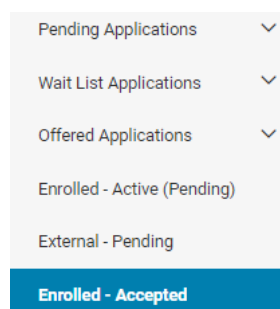 Pending Applications
Wait List Applications
Offered Applications
Enrolled - Active (Pending)
External - Pending
Enrolled - Accepted